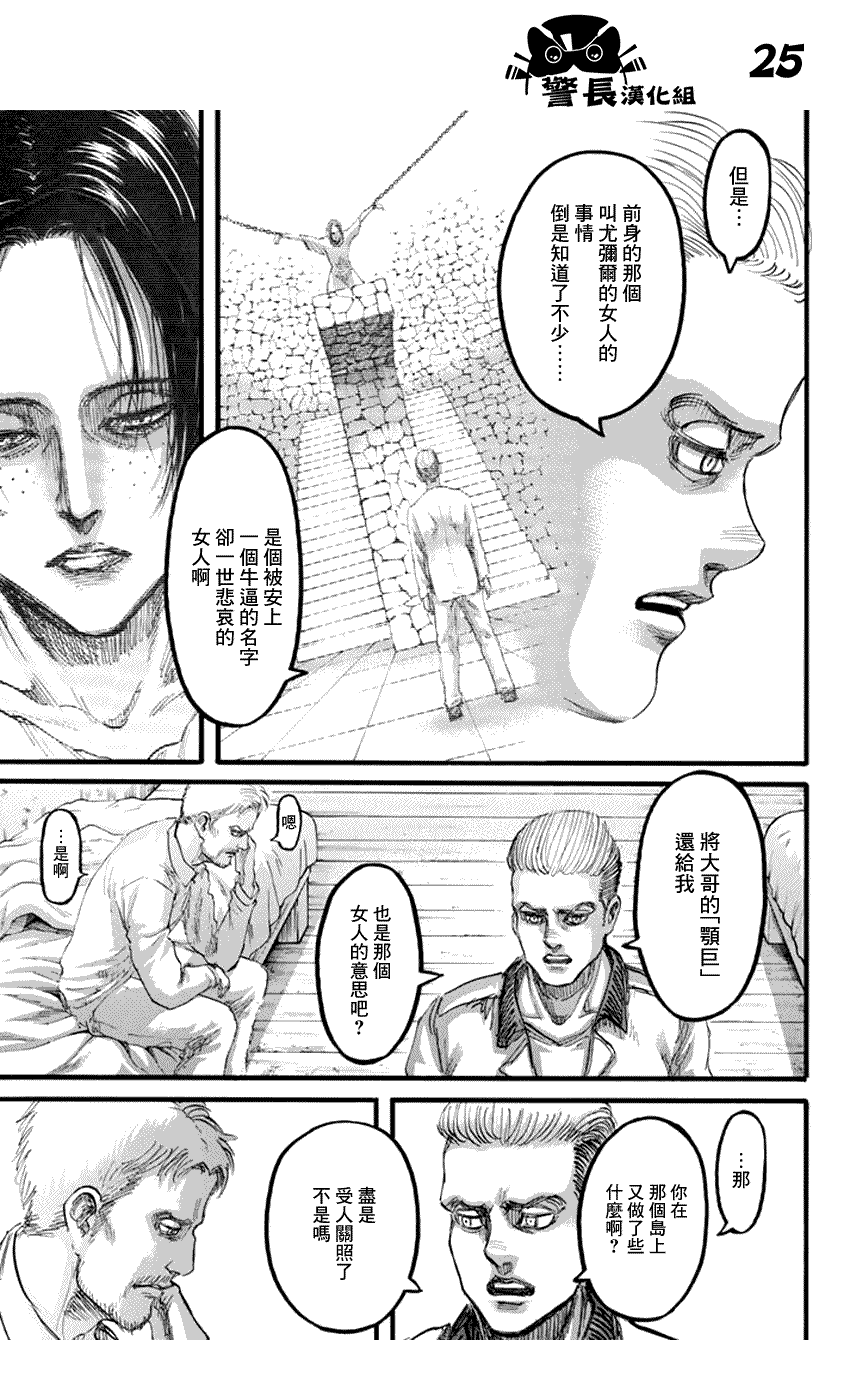 警長漢化組
25
但是…
前身的那個
叫尤彌爾的女人的
事情
倒是知道了不少……
是個被安上
一個牛逼的名字
卻一世悲哀的
女人啊
將大哥的「顎巨」
還給我
也是那個
女人的意思吧？
嗯
…是啊
…那
你在
那個島上
又做了些
什麼啊？
盡是
受人關照了
不是嗎